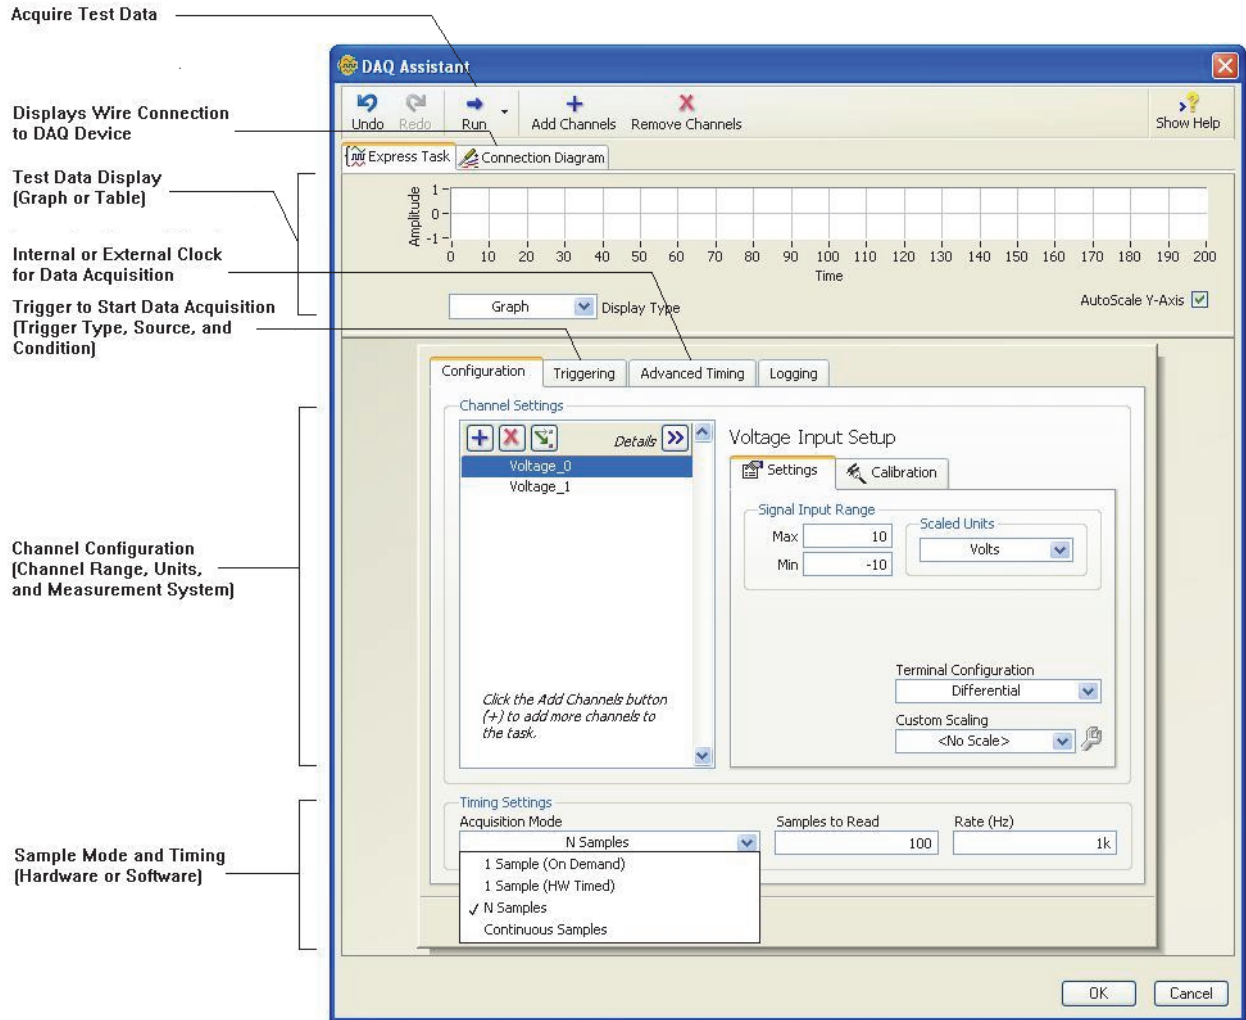 Acquire Test Data
Displays Wire Connection
to DAQ Device
Test Data Display
(Graph or Table)
Internal or External Clock
for Data Acquisition
Trigger to Start Data Acquisition
(Trigger Type, Source, and
Condition)
Channel Configuration
(Channel Range, Units,
and Measurement System)
Sample Mode and Timing
(Hardware or Software)
DAQ Assistant
Undo Redo Run Add Channels Remove Channels Show Help
Express Task Connection Diagram
Amplitude
1
0
-1
0 10 20 30 40 50 60 70 80 90 100 110 120 130 140 150 160 170 180 190 200
Time
Graph Display Type AutoScale Y-Axis
Configuration Triggering Advanced Timing Logging
Channel Settings
Details
Voltage_0
Voltage_1
Click the Add Channels button
(+) to add more channels to
the task.
Voltage Input Setup
Settings Calibration
Signal Input Range
Max 10
Min -10
Scaled Units
Volts
Terminal Configuration
Differential
Custom Scaling
<No Scale>
Timing Settings
Acquisition Mode Samples to Read Rate (Hz)
N Samples 100 1k
1 Sample (On Demand)
1 Sample (HW Timed)
✓ N Samples
Continuous Samples
OK Cancel